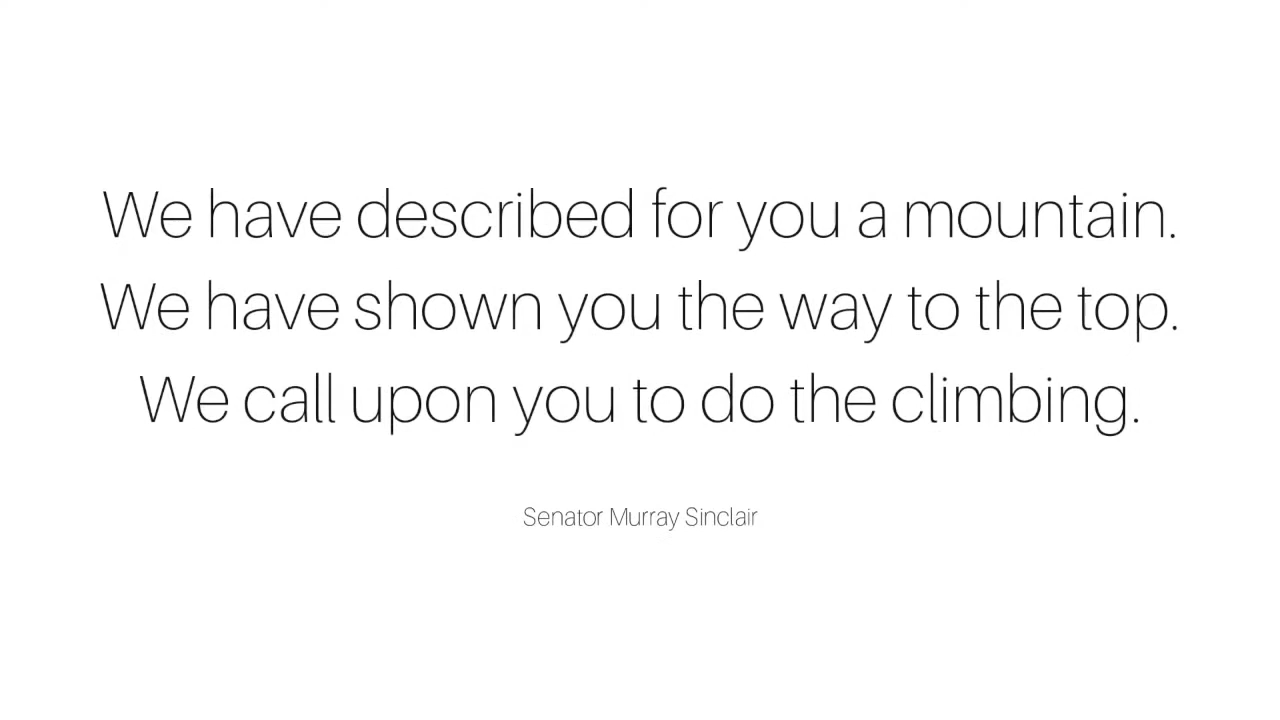 We have described for you a mountain.
We have shown you the way to the top.
We call upon you to do the climbing.
Senator Murray Sinclair